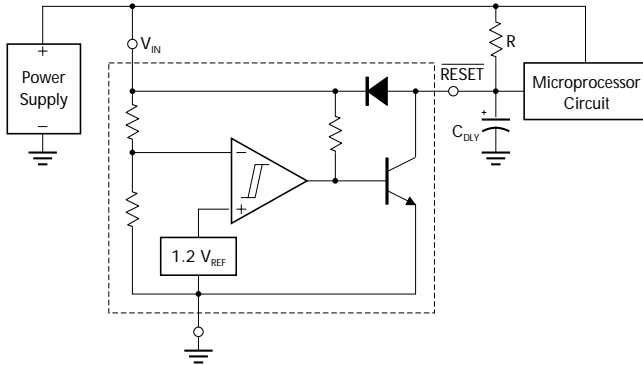 +
V_IN
Power
Supply
−
RESET
R
+
C_DLY
Microprocessor
Circuit
−
+
1.2 V_REF